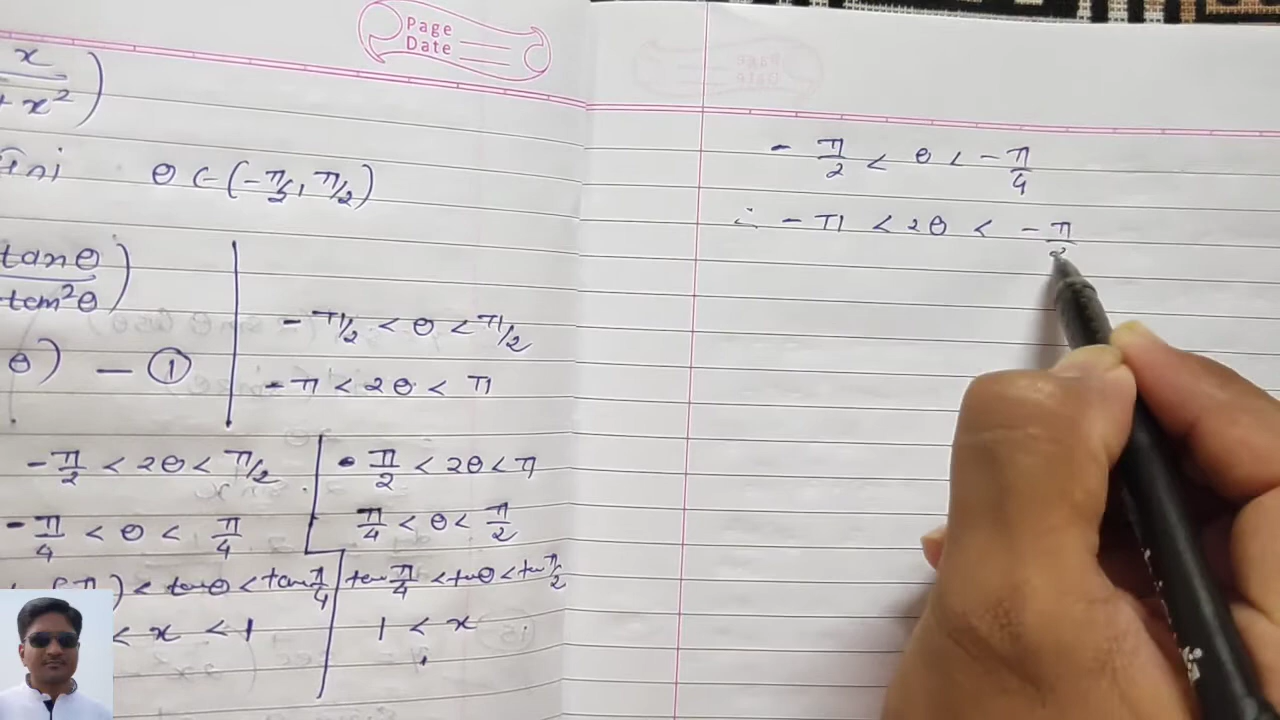 Page
Date
x
+ x²)
θ ∈ (-π/2, π/2)
tanθ
tan²θ)
θ) — ①
-π/2 < θ < π/2
-π < 2θ < π
-π/2 < 2θ < π/2
-π/4 < θ < π/4
) < tanθ < tan π/4
< x < 1
π/2 < 2θ < π
π/4 < θ < π/2
tan π/4 < tanθ < tan π/2
1 < x
-π/2 < θ < -π/4
∴ -π < 2θ < -π/2